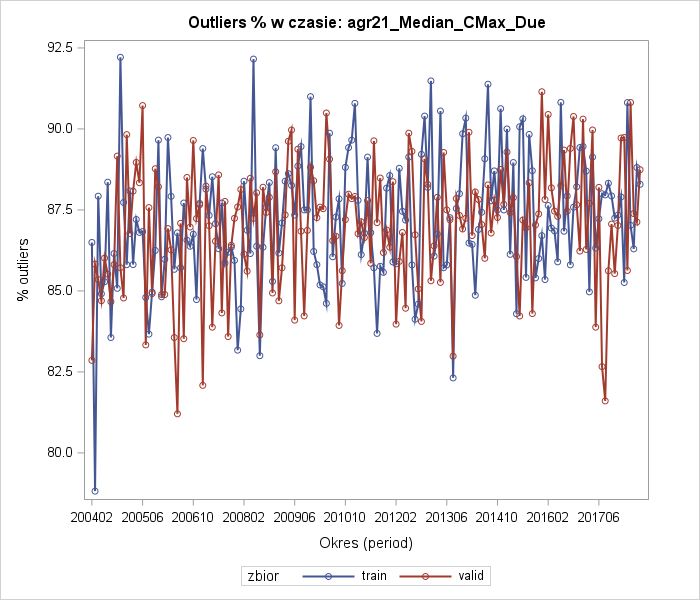 Outliers % w czasie: agr21_Median_CMax_Due
92.5
90.0
87.5
85.0
82.5
80.0
% outliers
200402 200506 200610 200802 200906 201010 201202 201306 201410 201602 201706
Okres (period)
zbior train valid